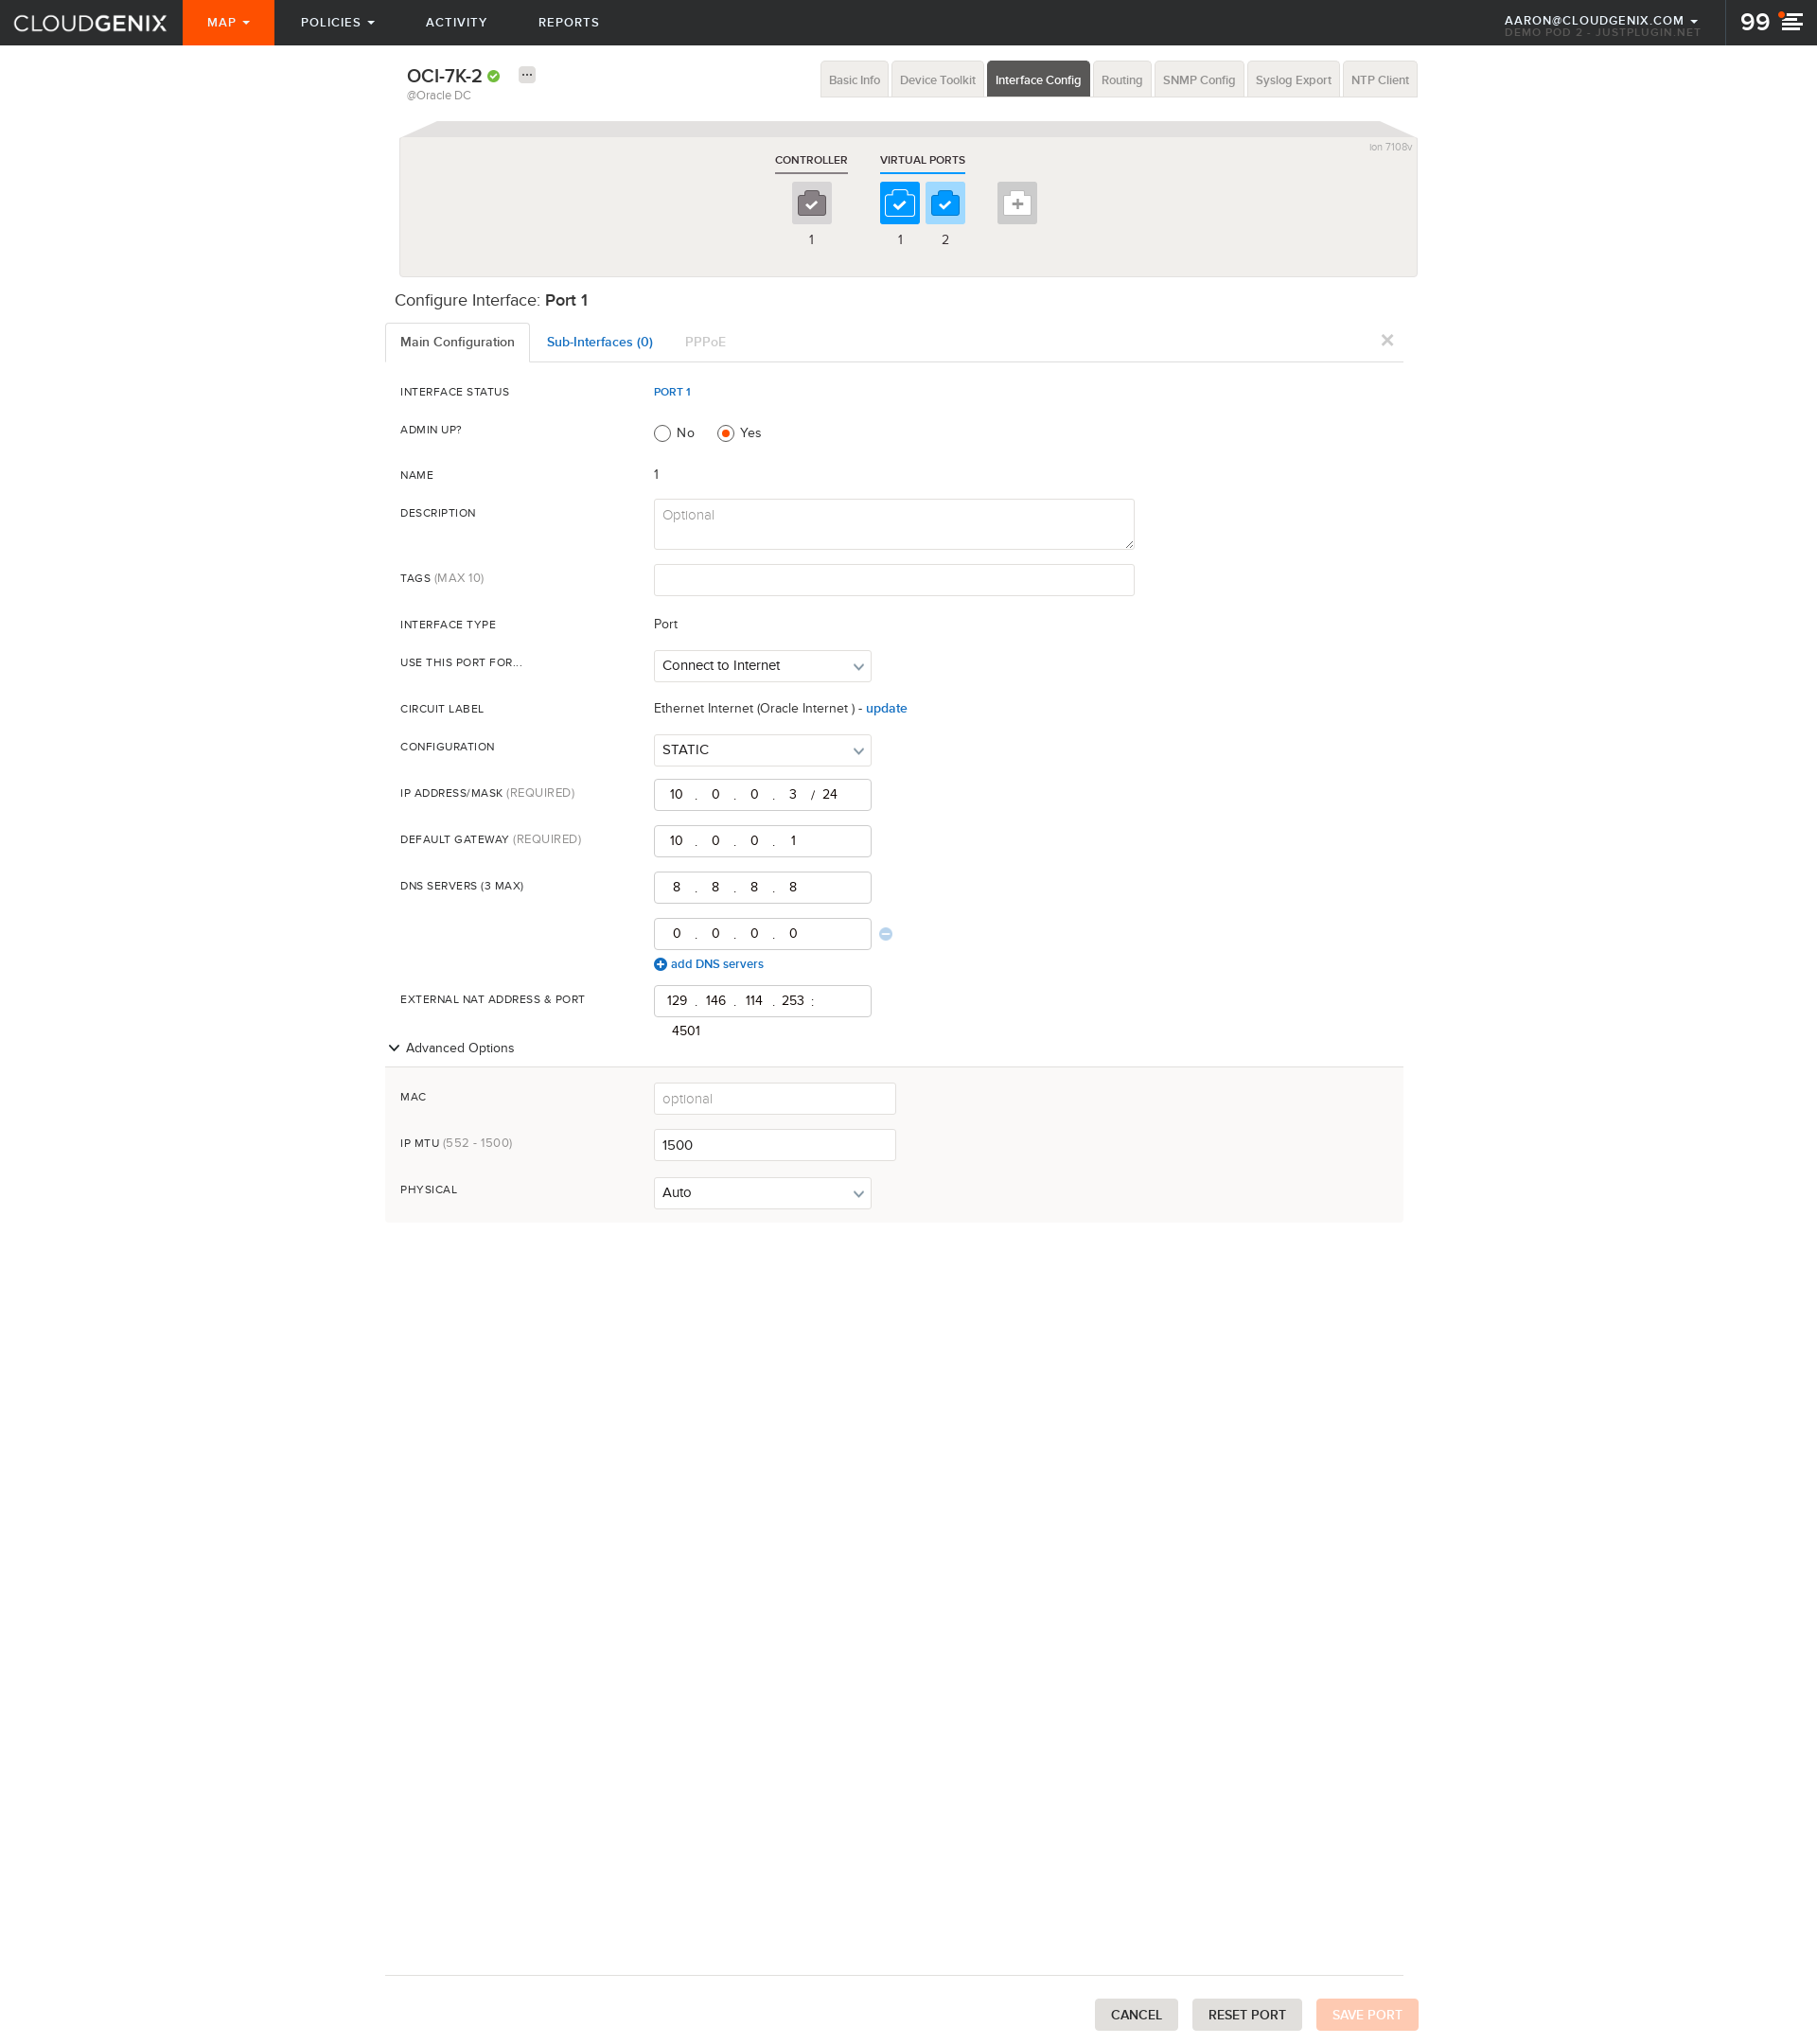 CLOUDGENIX MAP POLICIES ACTIVITY REPORTS AARON@CLOUDGENIX.COM 99
DEMO POD 2 - JUSTPLUGIN.NET
OCI-7K-2 ... Basic Info Device Toolkit Interface Config Routing SNMP Config Syslog Export NTP Client
@Oracle DC
ion 7108v
CONTROLLER VIRTUAL PORTS
1 1 2
Configure Interface: Port 1
Main Configuration Sub-Interfaces (0) PPPoE
INTERFACE STATUS PORT 1
ADMIN UP? No Yes
NAME 1
DESCRIPTION Optional
TAGS (MAX 10)
INTERFACE TYPE Port
USE THIS PORT FOR... Connect to Internet
CIRCUIT LABEL Ethernet Internet (Oracle Internet ) - update
CONFIGURATION STATIC
IP ADDRESS/MASK (REQUIRED) 10 . 0 . 0 . 3 / 24
DEFAULT GATEWAY (REQUIRED) 10 . 0 . 0 . 1
DNS SERVERS (3 MAX) 8 . 8 . 8 . 8
0 . 0 . 0 . 0
add DNS servers
EXTERNAL NAT ADDRESS & PORT 129 . 146 . 114 . 253 :
4501
Advanced Options
MAC optional
IP MTU (552 - 1500) 1500
PHYSICAL Auto
CANCEL RESET PORT SAVE PORT